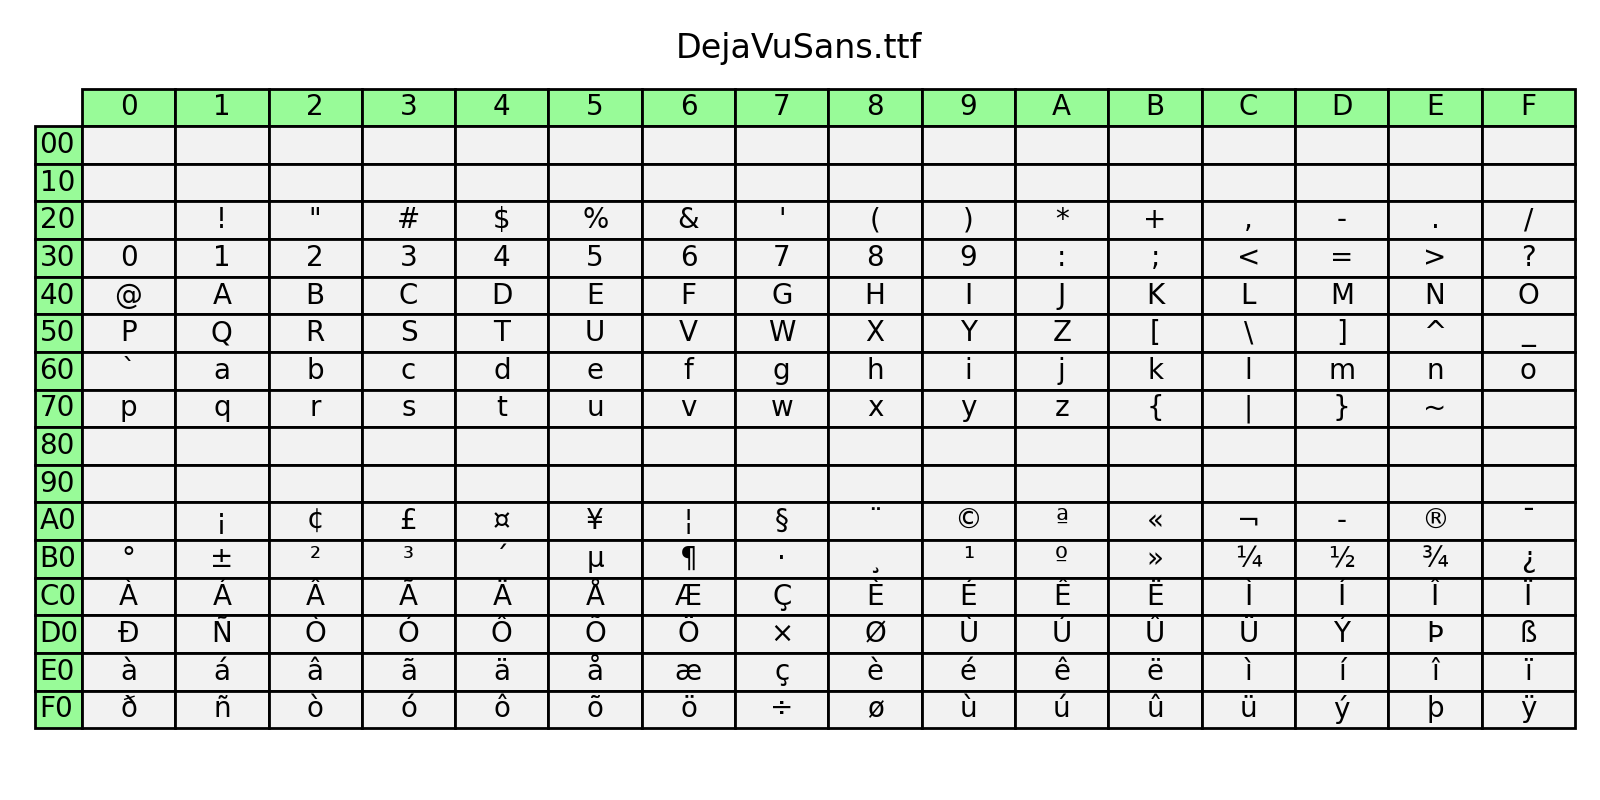 DejaVuSans.ttf
0 1 2 3 4 5 6 7 8 9 A B C D E F
00
10
20 ! " # $ % & ' ( ) * + , - . /
30 0 1 2 3 4 5 6 7 8 9 : ; < = > ?
40 @ A B C D E F G H I J K L M N O
50 P Q R S T U V W X Y Z [ \ ] ^ _
60 ` a b c d e f g h i j k l m n o
70 p q r s t u v w x y z { | } ~
80
90
A0 ¡ ¢ £ ¤ ¥ ¦ § ¨ © ª « ¬ - ® ¯
B0 ° ± ² ³ ´ µ ¶ · ¸ ¹ º » ¼ ½ ¾ ¿
C0 À Á Â Ã Ä Å Æ Ç È É Ê Ë Ì Í Î Ï
D0 Ð Ñ Ò Ó Ô Õ Ö × Ø Ù Ú Û Ü Ý Þ ß
E0 à á â ã ä å æ ç è é ê ë ì í î ï
F0 ð ñ ò ó ô õ ö ÷ ø ù ú û ü ý þ ÿ